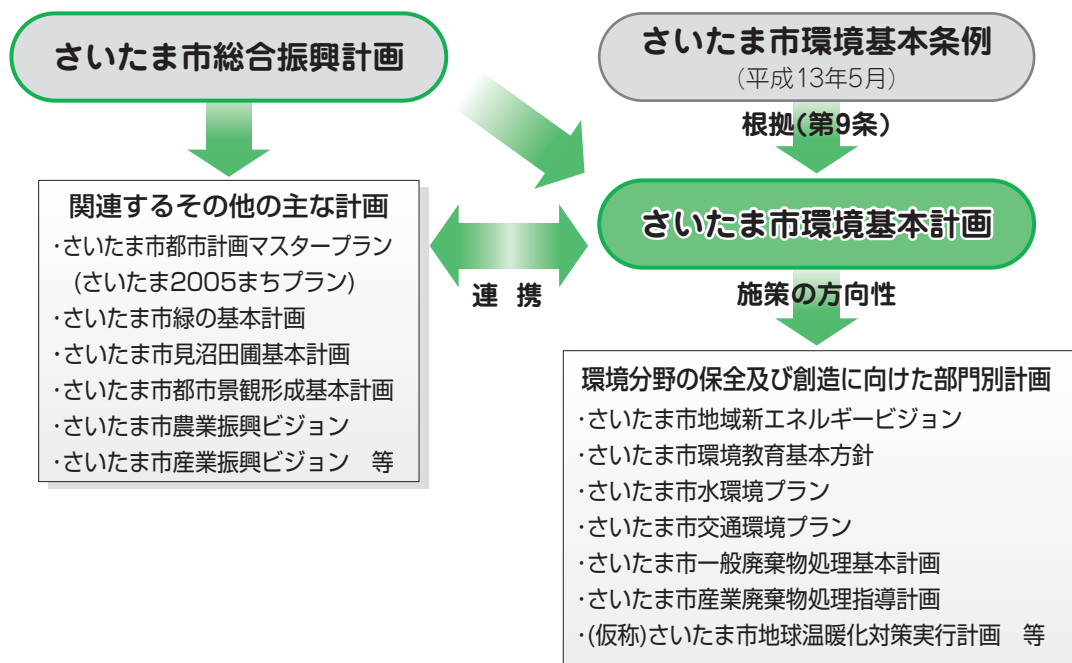 さいたま市総合振興計画
さいたま市環境基本条例
(平成13年5月)
根拠(第9条)
関連するその他の主な計画
・さいたま市都市計画マスタープラン
(さいたま2005まちプラン)
・さいたま市緑の基本計画
・さいたま市見沼田圃基本計画
・さいたま市都市景観形成基本計画
・さいたま市農業振興ビジョン
・さいたま市産業振興ビジョン 等
連 携
さいたま市環境基本計画
施策の方向性
環境分野の保全及び創造に向けた部門別計画
・さいたま市地域新エネルギービジョン
・さいたま市環境教育基本方針
・さいたま市水環境プラン
・さいたま市交通環境プラン
・さいたま市一般廃棄物処理基本計画
・さいたま市産業廃棄物処理指導計画
・(仮称)さいたま市地球温暖化対策実行計画 等